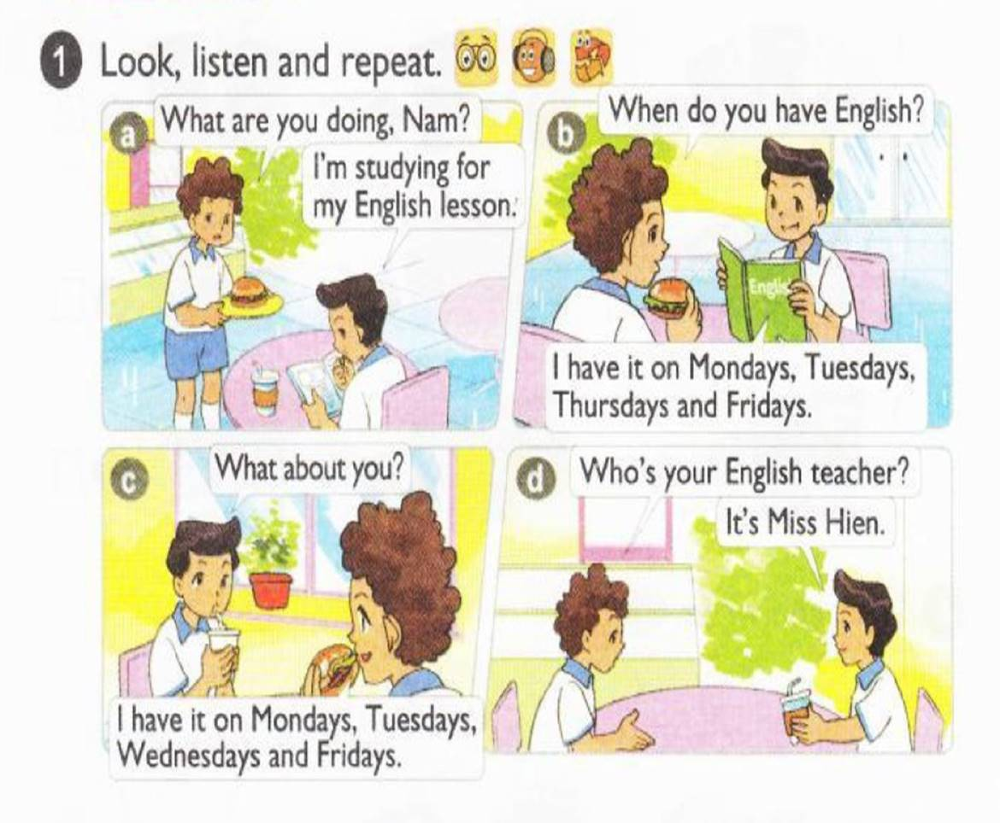 1 Look, listen and repeat.
a
What are you doing, Nam?
I'm studying for
my English lesson.
b
When do you have English?
English
I have it on Mondays, Tuesdays,
Thursdays and Fridays.
c
What about you?
I have it on Mondays, Tuesdays,
Wednesdays and Fridays.
d
Who's your English teacher?
It's Miss Hien.